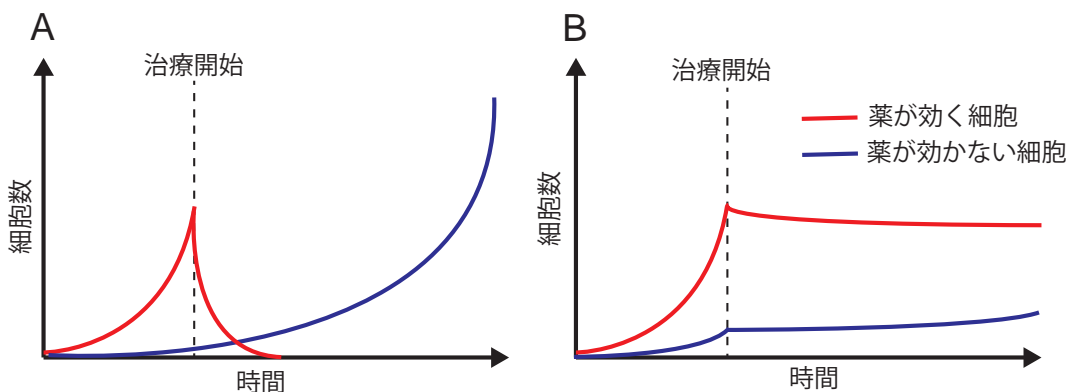 A
治療開始
細胞数
時間
B
治療開始
薬が効く細胞
薬が効かない細胞
細胞数
時間